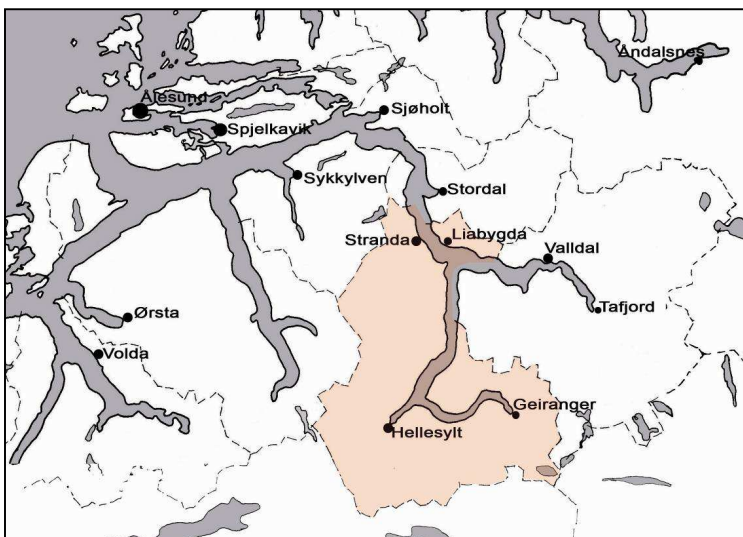 Åndalsnes
Ålesund
Sjøholt
Spjelkavik
Sykkylven
Stordal
Stranda
Liabygda
Valldal
Tafjord
Ørsta
Volda
Geiranger
Hellesylt